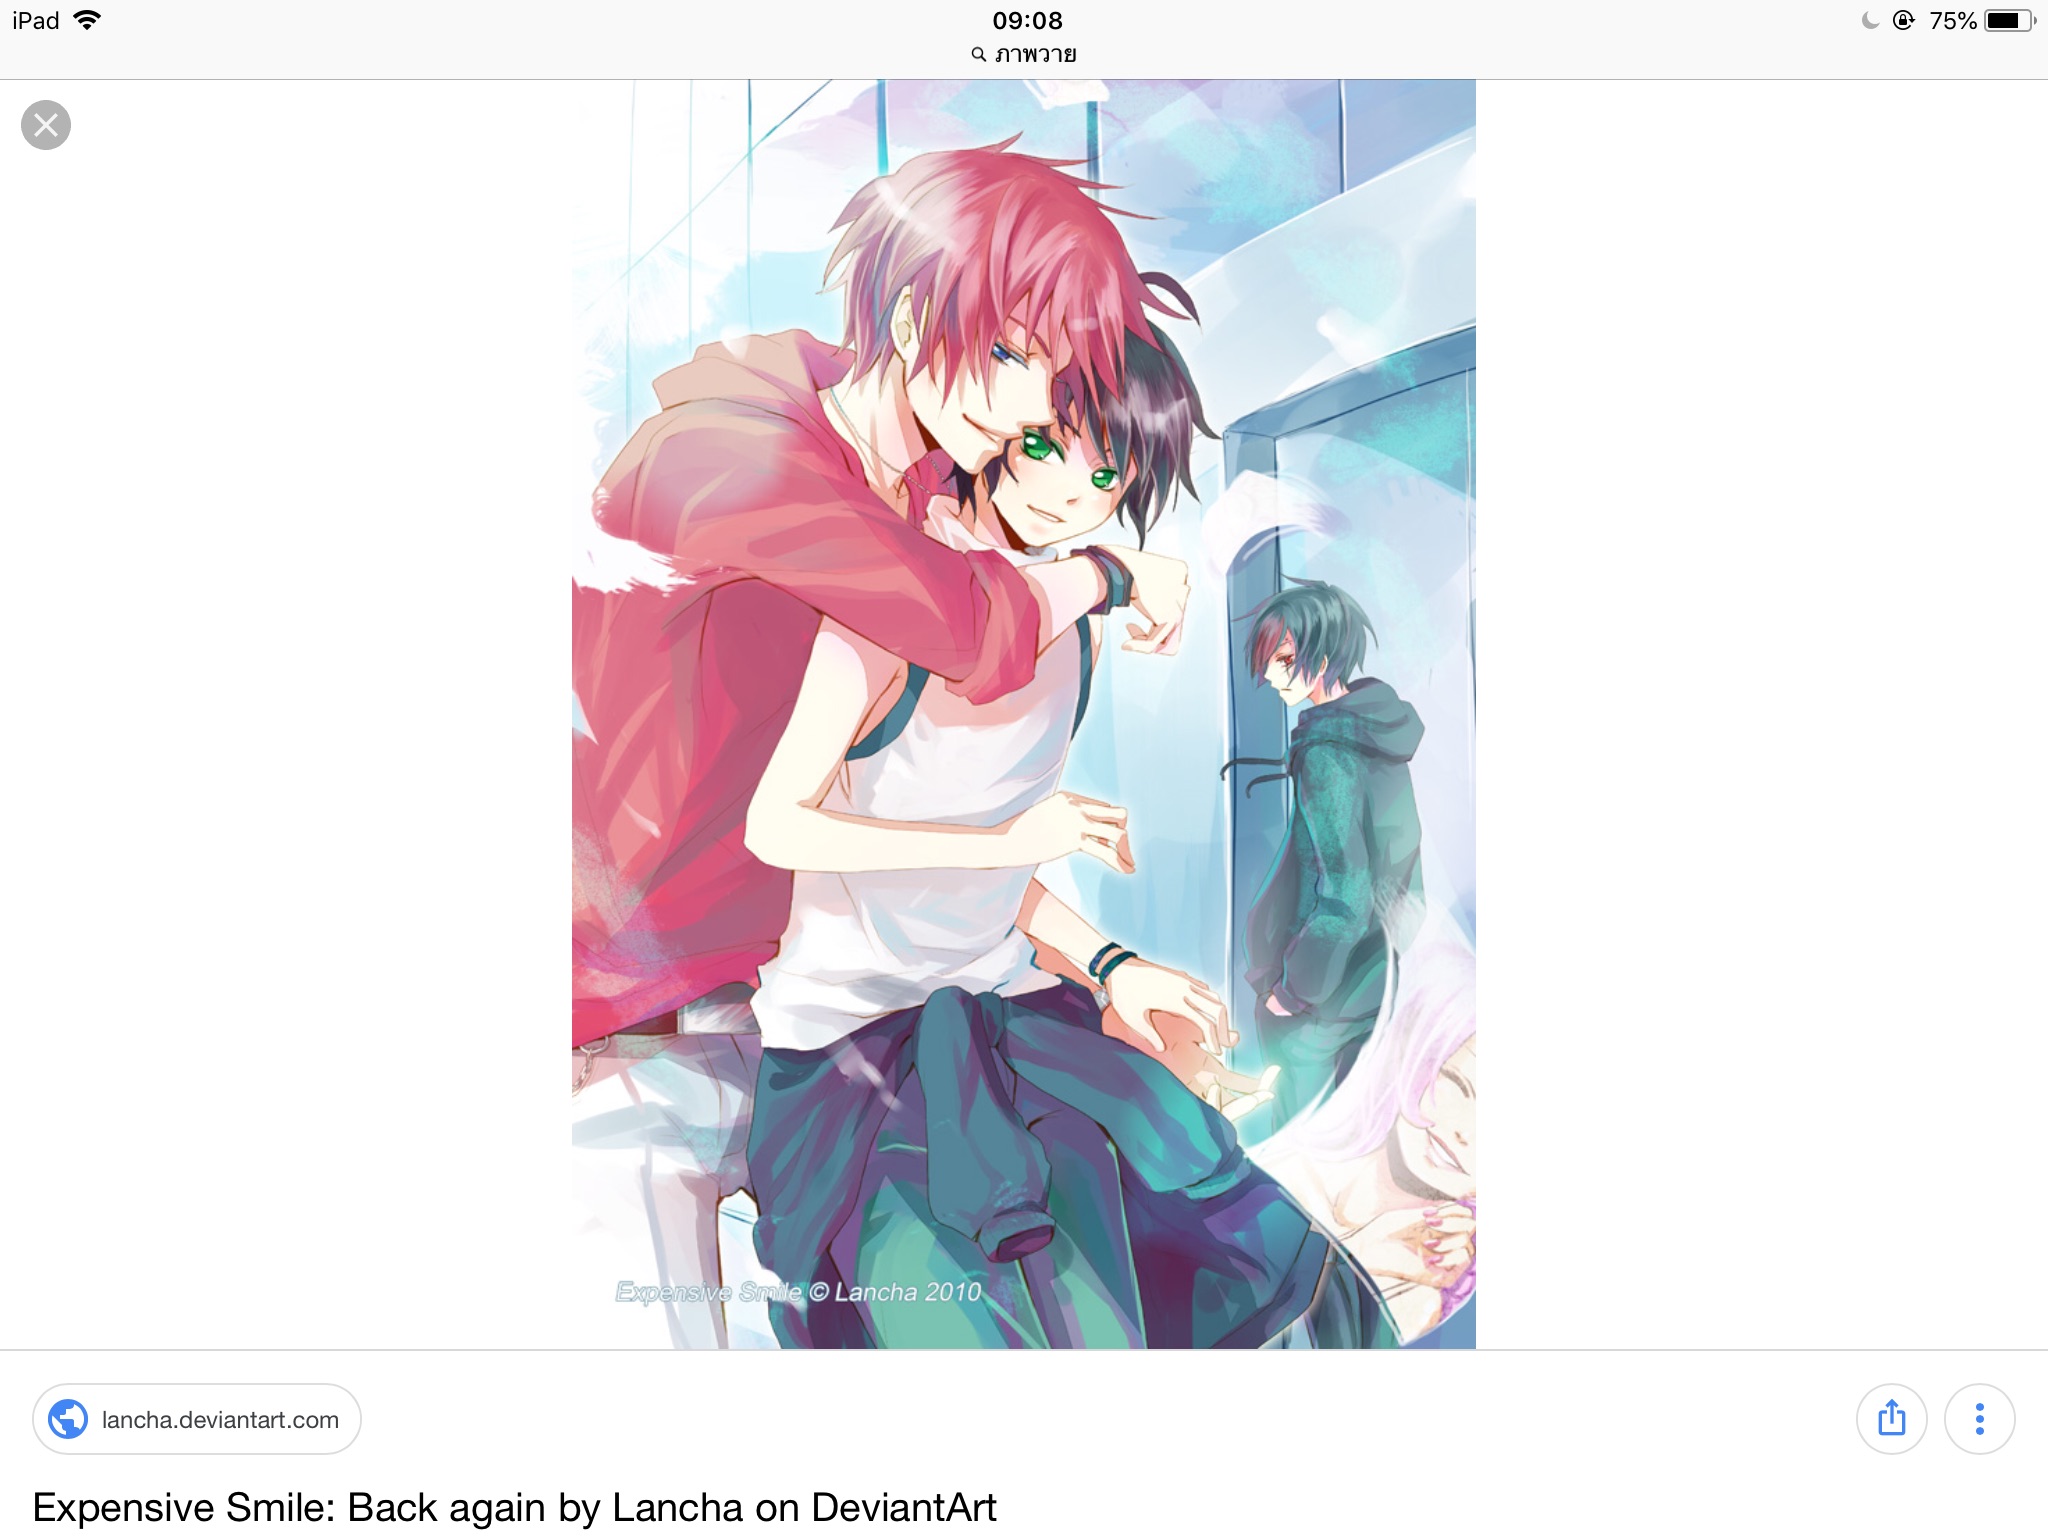 iPad 09:08 75%
ภาพวาย
Expensive Smile © Lancha 2010
lancha.deviantart.com
Expensive Smile: Back again by Lancha on DeviantArt